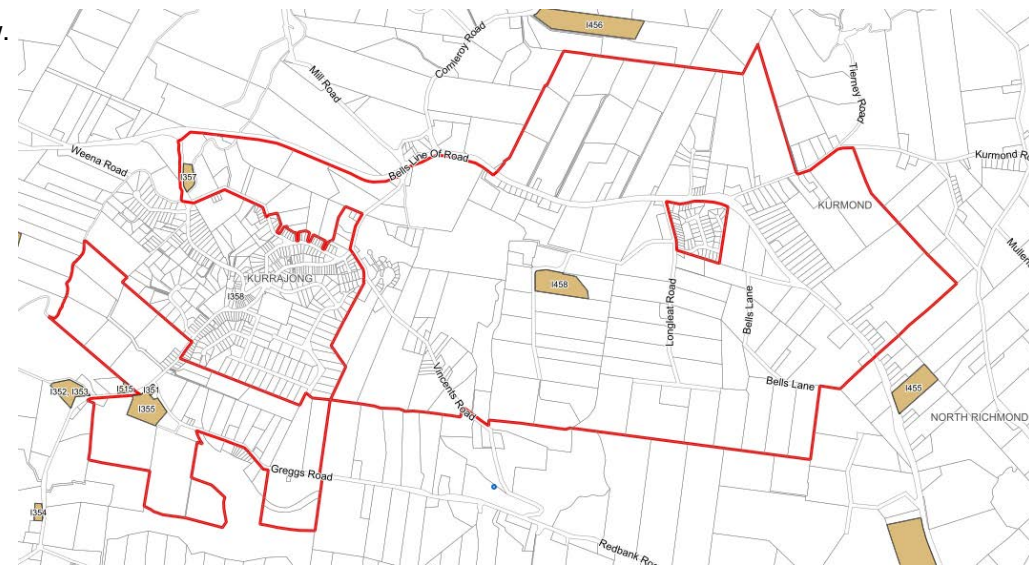 y.
I456
Comleroy Road
Mill Road
Tierney Road
Weena Road
Bells Line Of Road
Kurmond Ro
I357
KURMOND
KURRAJONG
I358
I458
Longleat Road
Bells Lane
Vincents Road
Bells Lane
I352, I353
I515
I351
I355
I455
NORTH RICHMOND
Greggs Road
I354
Redbank Ro